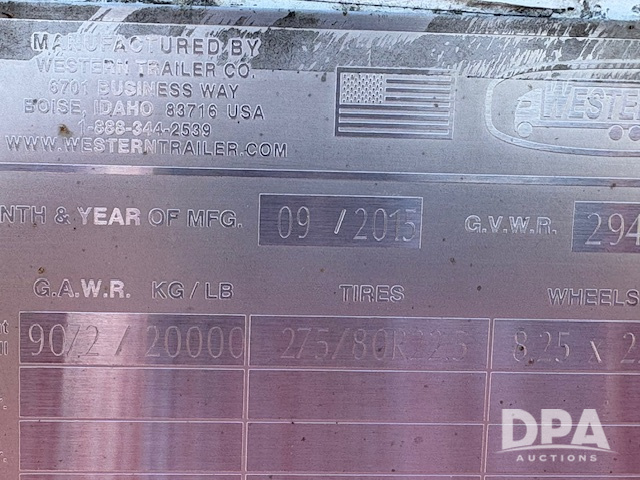 MANUFACTURED BY
WESTERN TRAILER CO.
6701 BUSINESS WAY
BOISE, IDAHO 83716 USA
1-888-344-2539
WWW.WESTERNTRAILER.COM
WESTERN
NTH & YEAR OF MFG. 09 / 2015 G.V.W.R. 294
G.A.W.R. KG/LB TIRES WHEELS
9072 / 20000 275/80R22.5 8.25 x 2
DPA
AUCTIONS